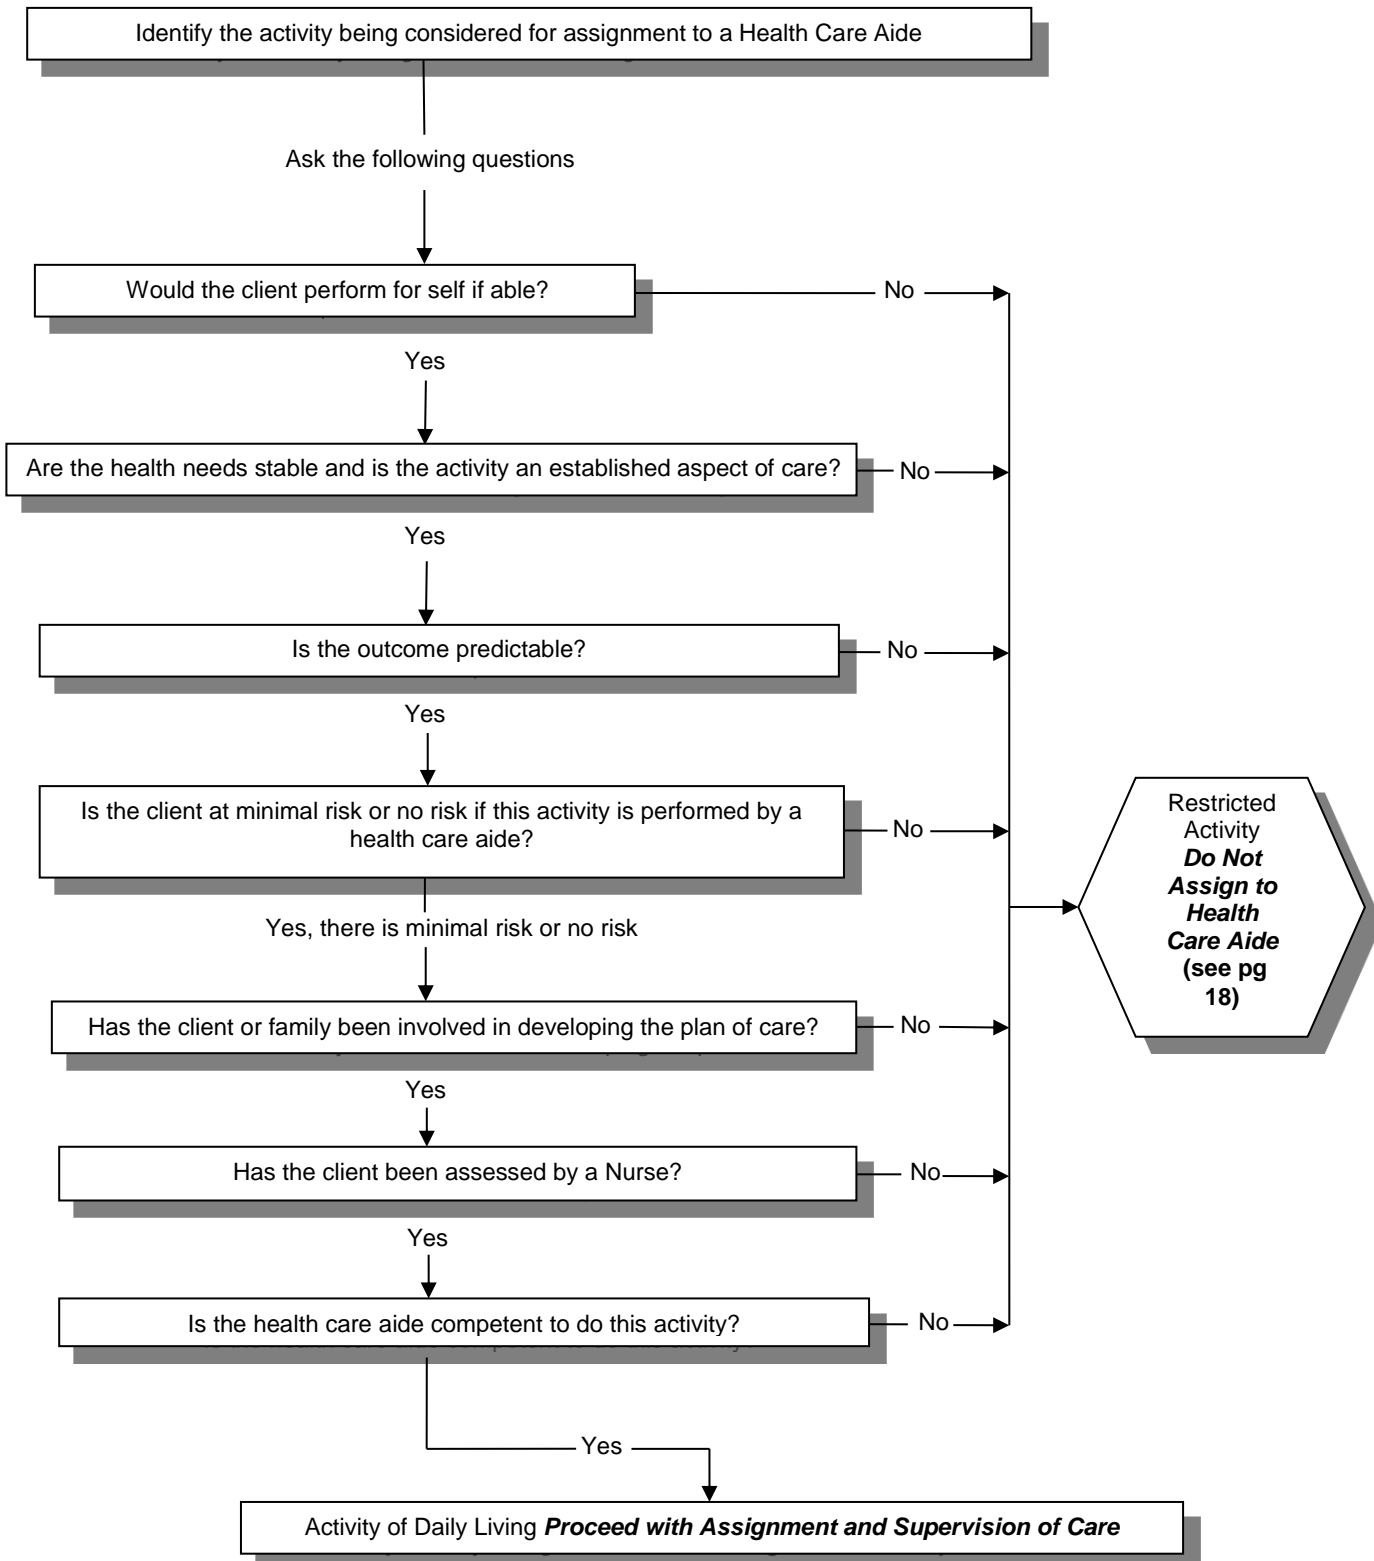 Identify the activity being considered for assignment to a Health Care Aide
Ask the following questions
Would the client perform for self if able?
No
Yes
Are the health needs stable and is the activity an established aspect of care?
No
Yes
Is the outcome predictable?
No
Yes
Is the client at minimal risk or no risk if this activity is performed by a
health care aide?
No
Yes, there is minimal risk or no risk
Has the client or family been involved in developing the plan of care?
No
Yes
Has the client been assessed by a Nurse?
No
Yes
Is the health care aide competent to do this activity?
No
Yes
Activity of Daily Living Proceed with Assignment and Supervision of Care
Restricted
Activity
Do Not
Assign to
Health
Care Aide
(see pg
18)